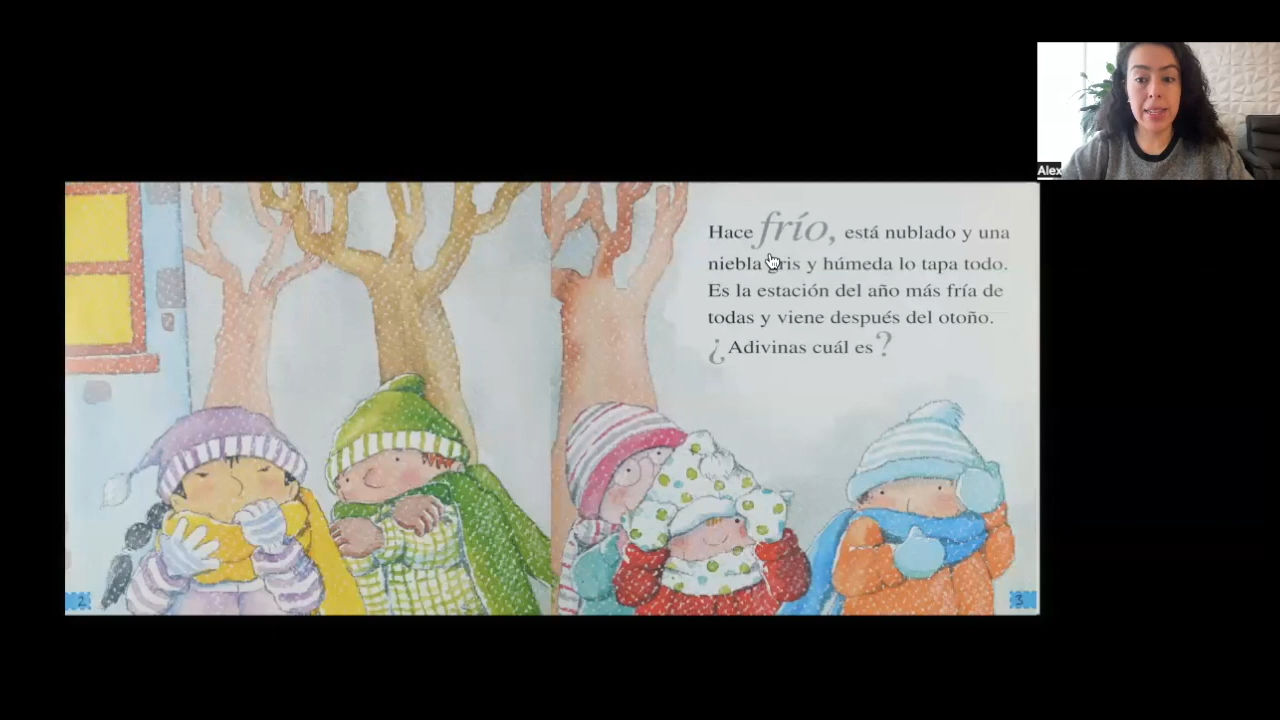 Alex
Hace frío, está nublado y una
niebla gris y húmeda lo tapa todo.
Es la estación del año más fría de
todas y viene después del otoño.
¿Adivinas cuál es?
2
3